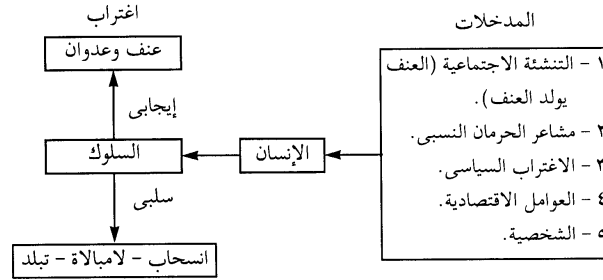 المدخلات
١ - التنشئة الاجتماعية (العنف
يولد العنف).
٢ - مشاعر الحرمان النسبى.
٣ - الاغتراب السياسى.
٤ - العوامل الاقتصادية.
٥ - الشخصية.
الإنسان
اغتراب
عنف وعدوان
إيجابى
السلوك
سلبى
انسحاب - لامبالاة - تبلد